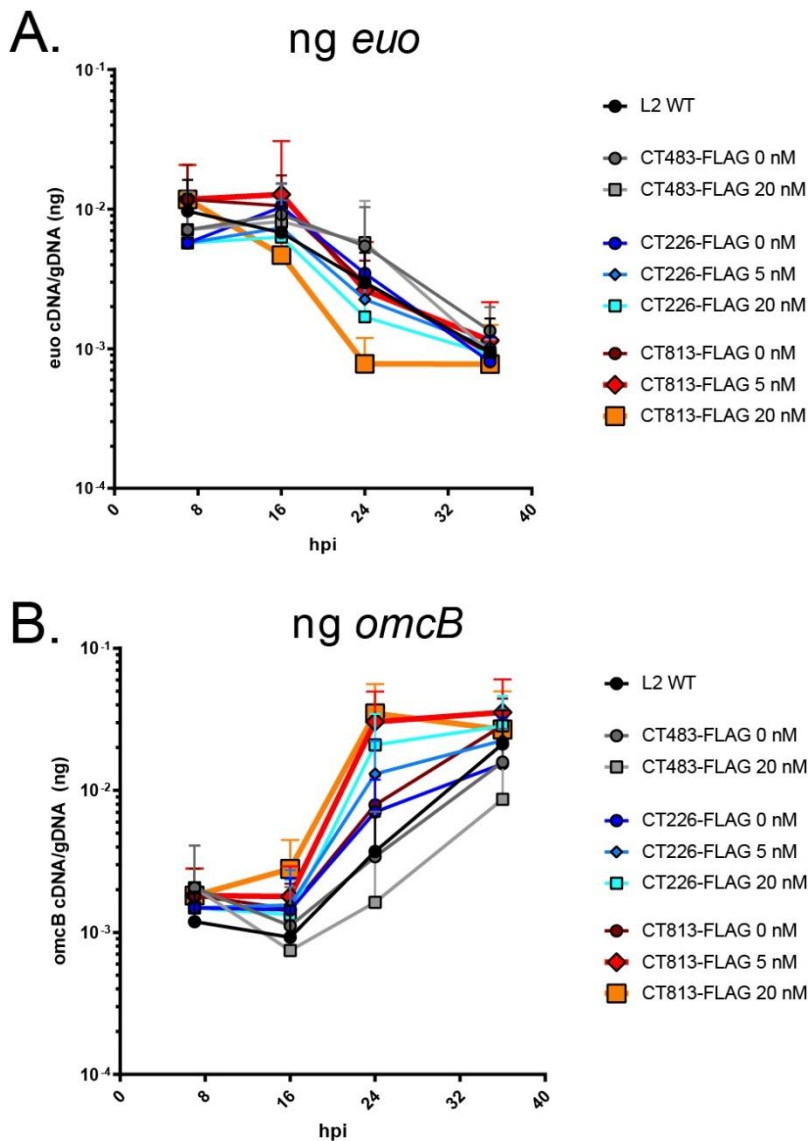 A.
ng euo
10⁻¹
10⁻²
10⁻³
10⁻⁴
euo cDNA/gDNA (ng)
0
8
16
24
32
40
hpi
L2 WT
CT483-FLAG 0 nM
CT483-FLAG 20 nM
CT226-FLAG 0 nM
CT226-FLAG 5 nM
CT226-FLAG 20 nM
CT813-FLAG 0 nM
CT813-FLAG 5 nM
CT813-FLAG 20 nM
B.
ng omcB
10⁻¹
10⁻²
10⁻³
10⁻⁴
omcB cDNA/gDNA (ng)
0
8
16
24
32
40
hpi
L2 WT
CT483-FLAG 0 nM
CT483-FLAG 20 nM
CT226-FLAG 0 nM
CT226-FLAG 5 nM
CT226-FLAG 20 nM
CT813-FLAG 0 nM
CT813-FLAG 5 nM
CT813-FLAG 20 nM